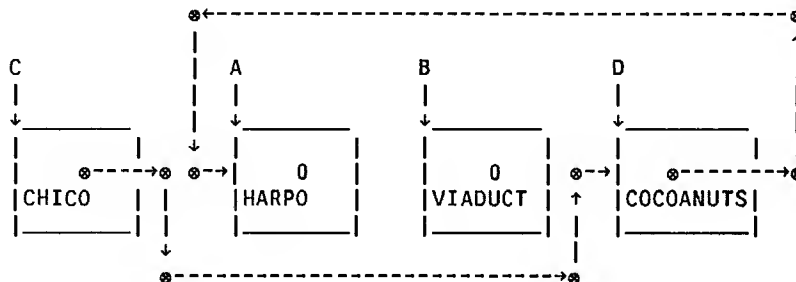 C A B D
0 0
CHICO HARPO VIADUCT COCOANUTS